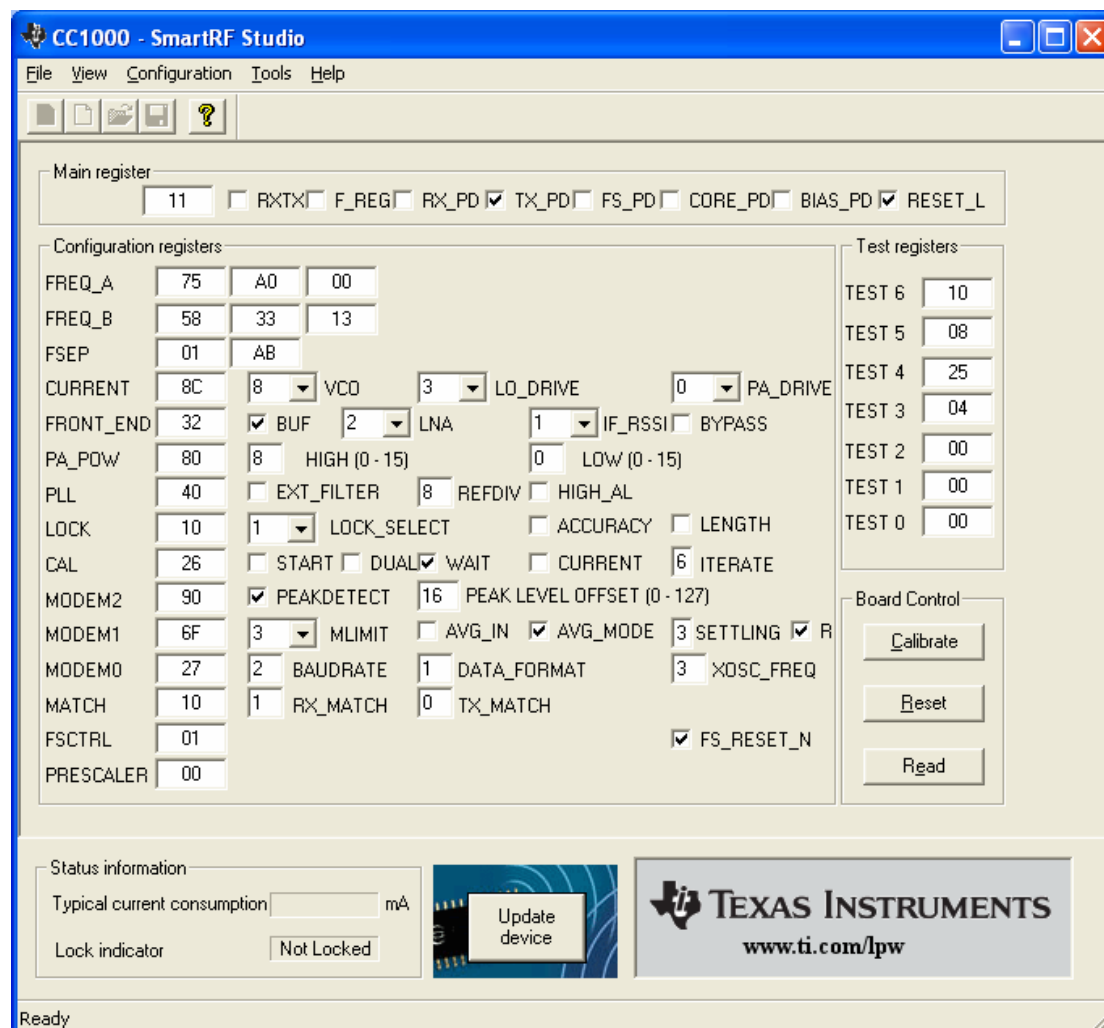 CC1000 - SmartRF Studio
File View Configuration Tools Help
Main register
11 RXTX F_REG RX_PD TX_PD FS_PD CORE_PD BIAS_PD RESET_L
Configuration registers
FREQ_A 75 A0 00
FREQ_B 58 33 13
FSEP 01 AB
CURRENT 8C 8 VCO 3 LO_DRIVE 0 PA_DRIVE
FRONT_END 32 BUF 2 LNA 1 IF_RSSI BYPASS
PA_POW 80 8 HIGH (0 - 15) 0 LOW (0 - 15)
PLL 40 EXT_FILTER 8 REFDIV HIGH_AL
LOCK 10 1 LOCK_SELECT ACCURACY LENGTH
CAL 26 START DUAL WAIT CURRENT 6 ITERATE
MODEM2 90 PEAKDETECT 16 PEAK LEVEL OFFSET (0 - 127)
MODEM1 6F 3 MLIMIT AVG_IN AVG_MODE 3 SETTLING R
MODEM0 27 2 BAUDRATE 1 DATA_FORMAT 3 XOSC_FREQ
MATCH 10 1 RX_MATCH 0 TX_MATCH
FSCTRL 01 FS_RESET_N
PRESCALER 00
Test registers
TEST 6 10
TEST 5 08
TEST 4 25
TEST 3 04
TEST 2 00
TEST 1 00
TEST 0 00
Board Control
Calibrate
Reset
Read
Status information
Typical current consumption mA
Lock indicator Not Locked
Update
device
TEXAS INSTRUMENTS
www.ti.com/lpw
Ready